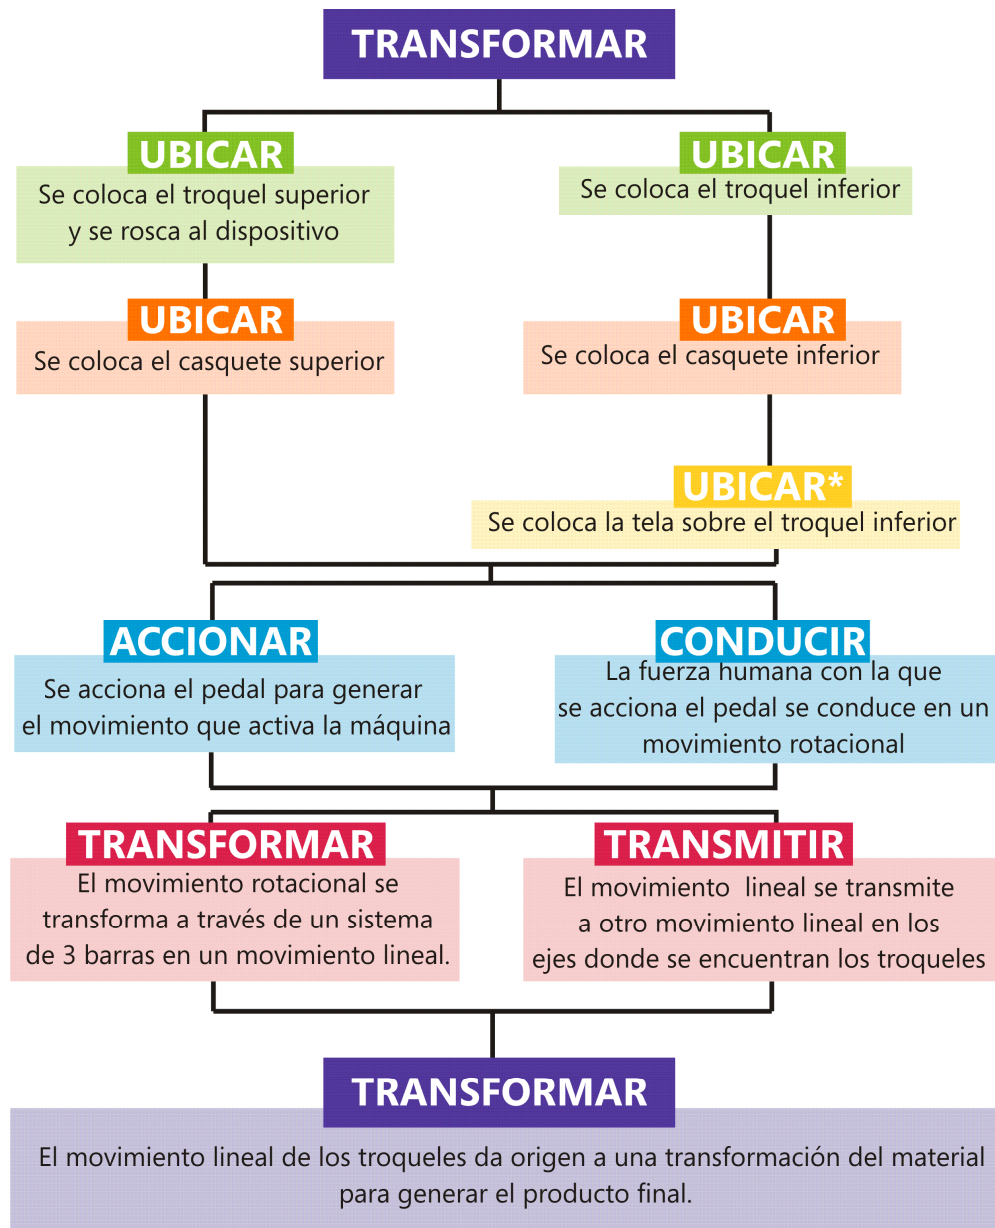 TRANSFORMAR
UBICAR
Se coloca el troquel superior
y se rosca al dispositivo
UBICAR
Se coloca el troquel inferior
UBICAR
Se coloca el casquete superior
UBICAR
Se coloca el casquete inferior
UBICAR*
Se coloca la tela sobre el troquel inferior
ACCIONAR
Se acciona el pedal para generar
el movimiento que activa la máquina
CONDUCIR
La fuerza humana con la que
se acciona el pedal se conduce en un
movimiento rotacional
TRANSFORMAR
El movimiento rotacional se
transforma a través de un sistema
de 3 barras en un movimiento lineal.
TRANSMITIR
El movimiento lineal se transmite
a otro movimiento lineal en los
ejes donde se encuentran los troqueles
TRANSFORMAR
El movimiento lineal de los troqueles da origen a una transformación del material
para generar el producto final.